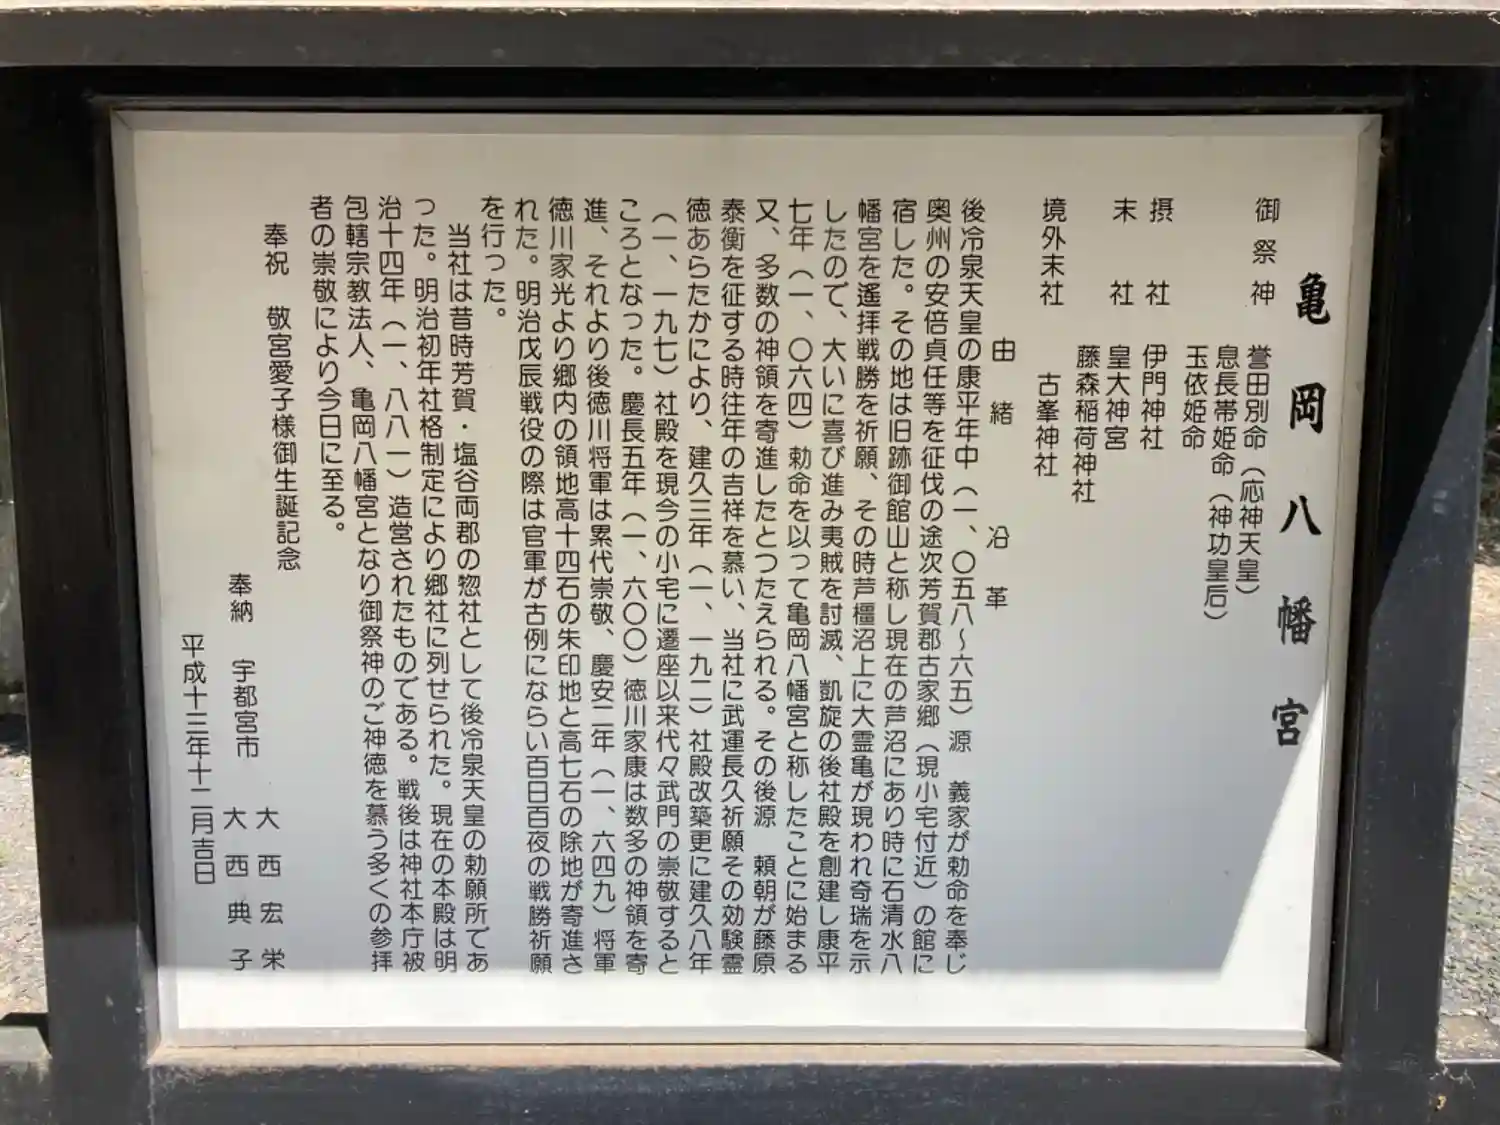 亀岡八幡宮
御祭神 誉田別命（応神天皇）
息長帯姫命（神功皇后）
玉依姫命
摂社 伊門神社
末社 皇大神宮
藤森稲荷神社
境外末社 古峯神社
由緒沿革
後冷泉天皇の康平年中（一、〇五八～六五）源 義家が勅命を奉じ
奥州の安倍貞任等を征伐の途次芳賀郡古家郷（現小宅付近）の館に
宿した。その地は旧跡御館山と称し現在の芦沼にあり時に石清水八
幡宮を遙拝戦勝を祈願、その時芦橿沼上に大霊亀が現われ奇瑞を示
したので、大いに喜び進み夷賊を討滅、凱旋の後社殿を創建し康平
七年（一、〇六四）勅命を以って亀岡八幡宮と称したことに始まる
又、多数の神領を寄進したとつたえられる。その後源 頼朝が藤原
泰衡を征する時往年の吉祥を慕い、当社に武運長久祈願その効験霊
徳あらたかにより、建久三年（一、一九二）社殿改築更に建久八年
（一、一九七）社殿を現今の小宅に遷座以来代々武門の崇敬すると
ころとなった。慶長五年（一、六〇〇）徳川家康は数多の神領を寄
進、それより後徳川将軍は累代崇敬、慶安二年（一、六四九）将軍
徳川家光より郷内の領地高十四石の朱印地と高七石の除地が寄進さ
れた。明治戊辰戦役の際は官軍が古例にならい百日百夜の戦勝祈願
を行った。
当社は昔時芳賀・塩谷両郡の惣社として後冷泉天皇の勅願所であ
った。明治初年社格制定により郷社に列せられた。現在の本殿は明
治十四年（一、八八一）造営されたものである。戦後は神社本庁被
包轄宗教法人、亀岡八幡宮となり御祭神のご神徳を慕う多くの参拝
者の崇敬により今日に至る。
奉祝 敬宮愛子様御生誕記念
奉納 宇都宮市 大西宏栄
大西典子
平成十三年十二月吉日